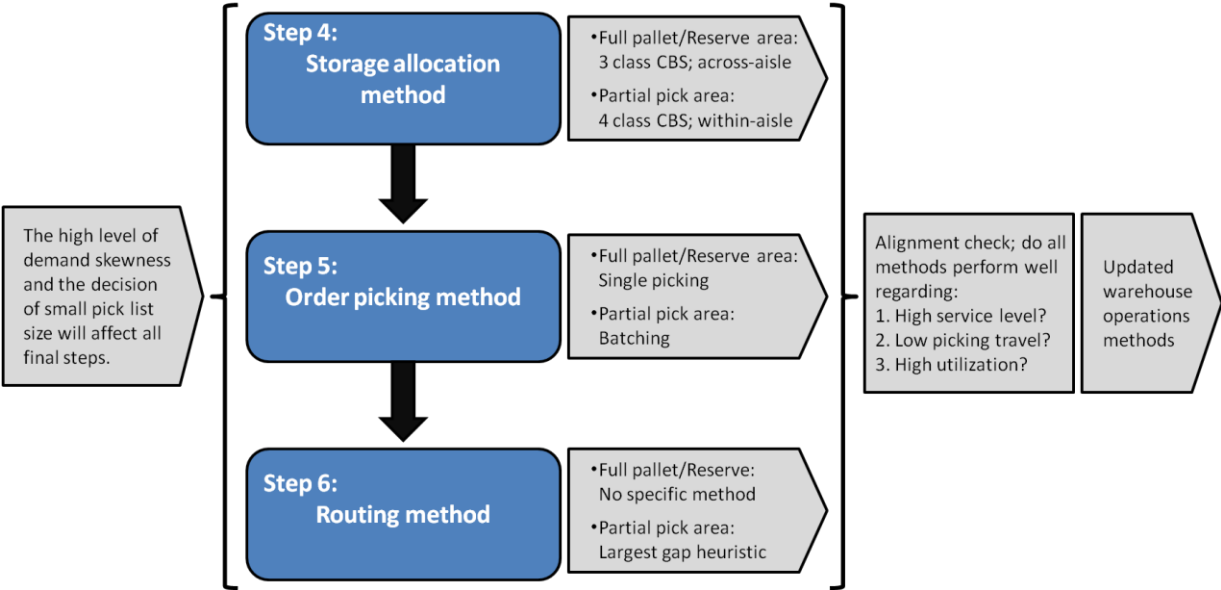 The high level of
demand skewness
and the decision
of small pick list
size will affect all
final steps.
Step 4:
Storage allocation
method
•Full pallet/Reserve area:
3 class CBS; across-aisle
•Partial pick area:
4 class CBS; within-aisle
Step 5:
Order picking method
•Full pallet/Reserve area:
Single picking
•Partial pick area:
Batching
Step 6:
Routing method
•Full pallet/Reserve:
No specific method
•Partial pick area:
Largest gap heuristic
Alignment check; do all
methods perform well
regarding:
1. High service level?
2. Low picking travel?
3. High utilization?
Updated
warehouse
operations
methods